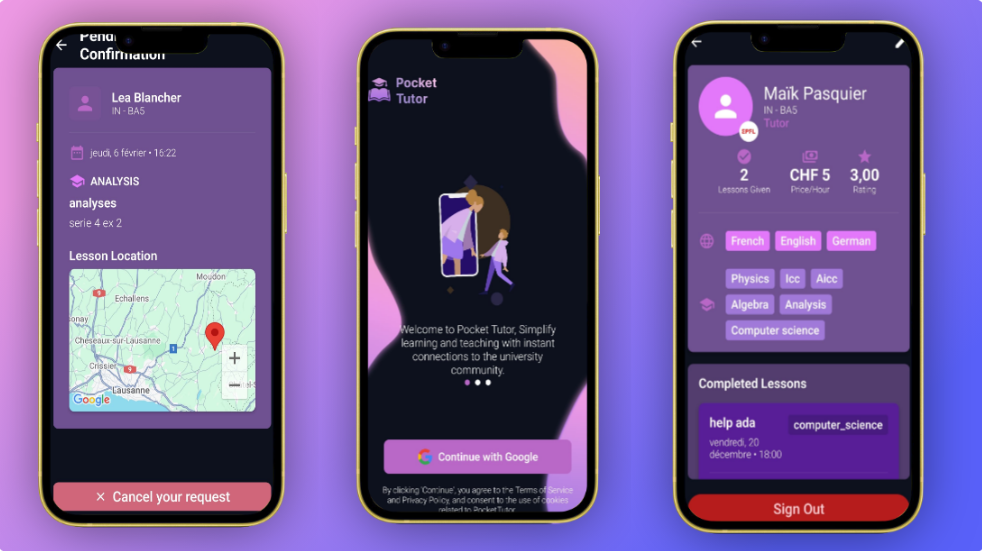 Pend
Confirmation
Lea Blancher
IN - BA5
jeudi, 6 février • 16:22
ANALYSIS
analyses
serie 4 ex 2
Lesson Location
Moudon
9
Echallens
Cheseaux-sur-Lausanne
1
Crissier
9
Lausanne
Google
+
−
× Cancel your request
Pocket
Tutor
Welcome to Pocket Tutor, Simplify
learning and teaching with instant
connections to the university
community.
Continue with Google
By clicking 'Continue', you agree to the Terms of Service
and Privacy Policy, and consent to the use of cookies
related to PocketTutor.
Maïk Pasquier
IN - BA5
Tutor
EPFL
2 CHF 5 3,00
Lessons Given Price/Hour Rating
French English German
Physics Icc Aicc
Algebra Analysis
Computer science
Completed Lessons
help ada computer_science
vendredi, 20
décembre • 18:00
Sign Out